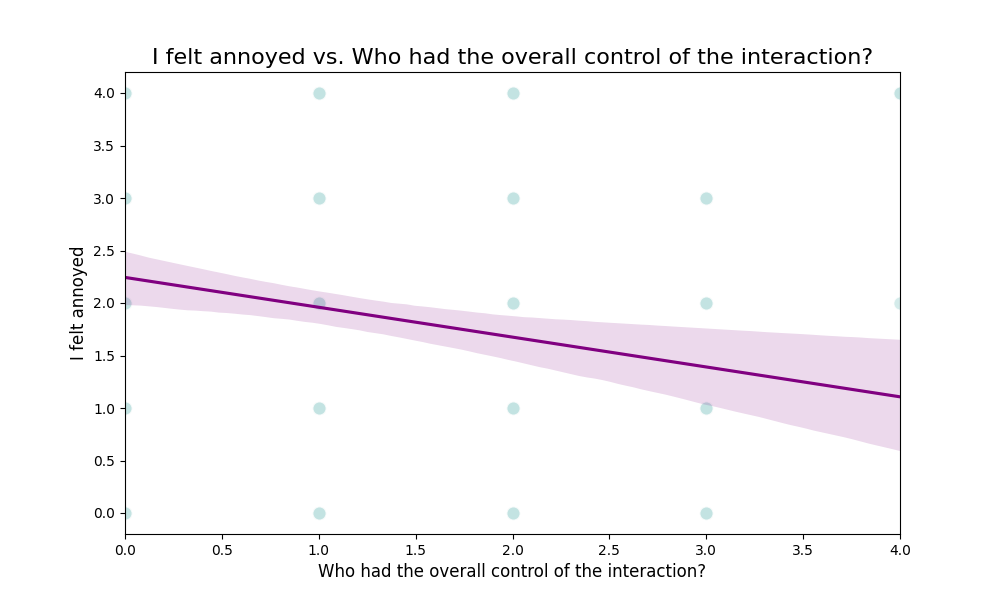 I felt annoyed vs. Who had the overall control of the interaction?
4.0
3.5
3.0
2.5
2.0
1.5
1.0
0.5
0.0
I felt annoyed
0.0 0.5 1.0 1.5 2.0 2.5 3.0 3.5 4.0
Who had the overall control of the interaction?